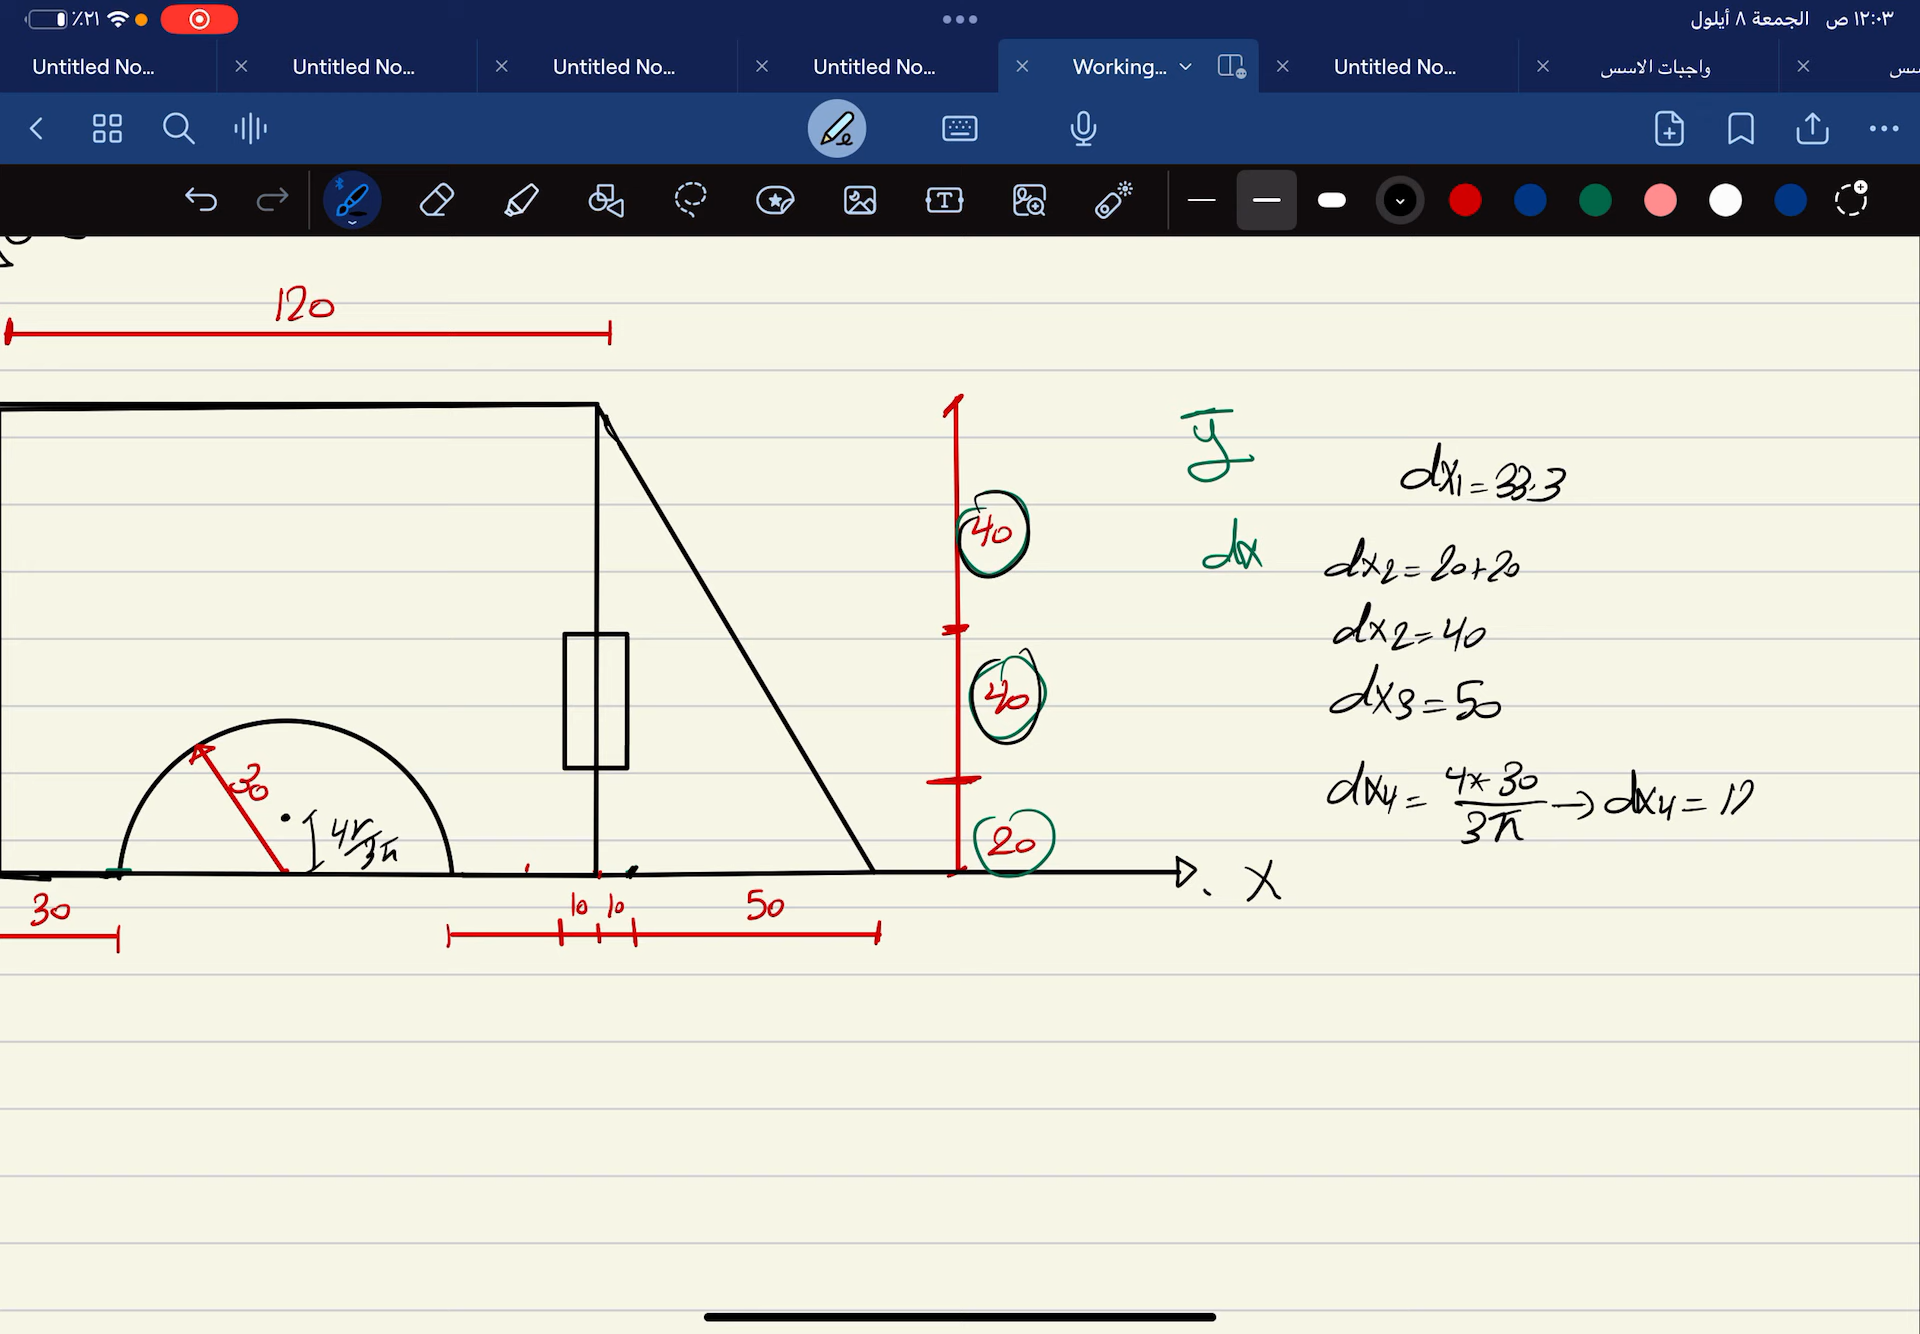 ٪٢١
١٢:٠٣ ص الجمعة ٨ أيلول
Untitled No...
Untitled No...
Untitled No...
Untitled No...
Working...
Untitled No...
واجبات الاسس
سس
120
40
40
20
30
4r/3π
30
10
10
50
x
ȳ
dx
dx1 = 33.3
dx2 = 20+20
dx2 = 40
dx3 = 50
dx4 = 4×30/3π → dx4 = 12